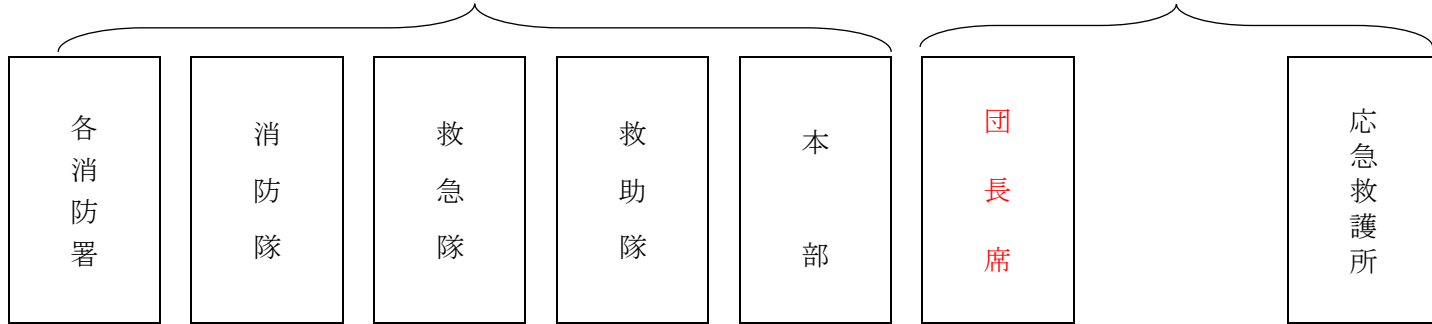 各消防署
消防隊
救急隊
救助隊
本部
団長席
応急救護所